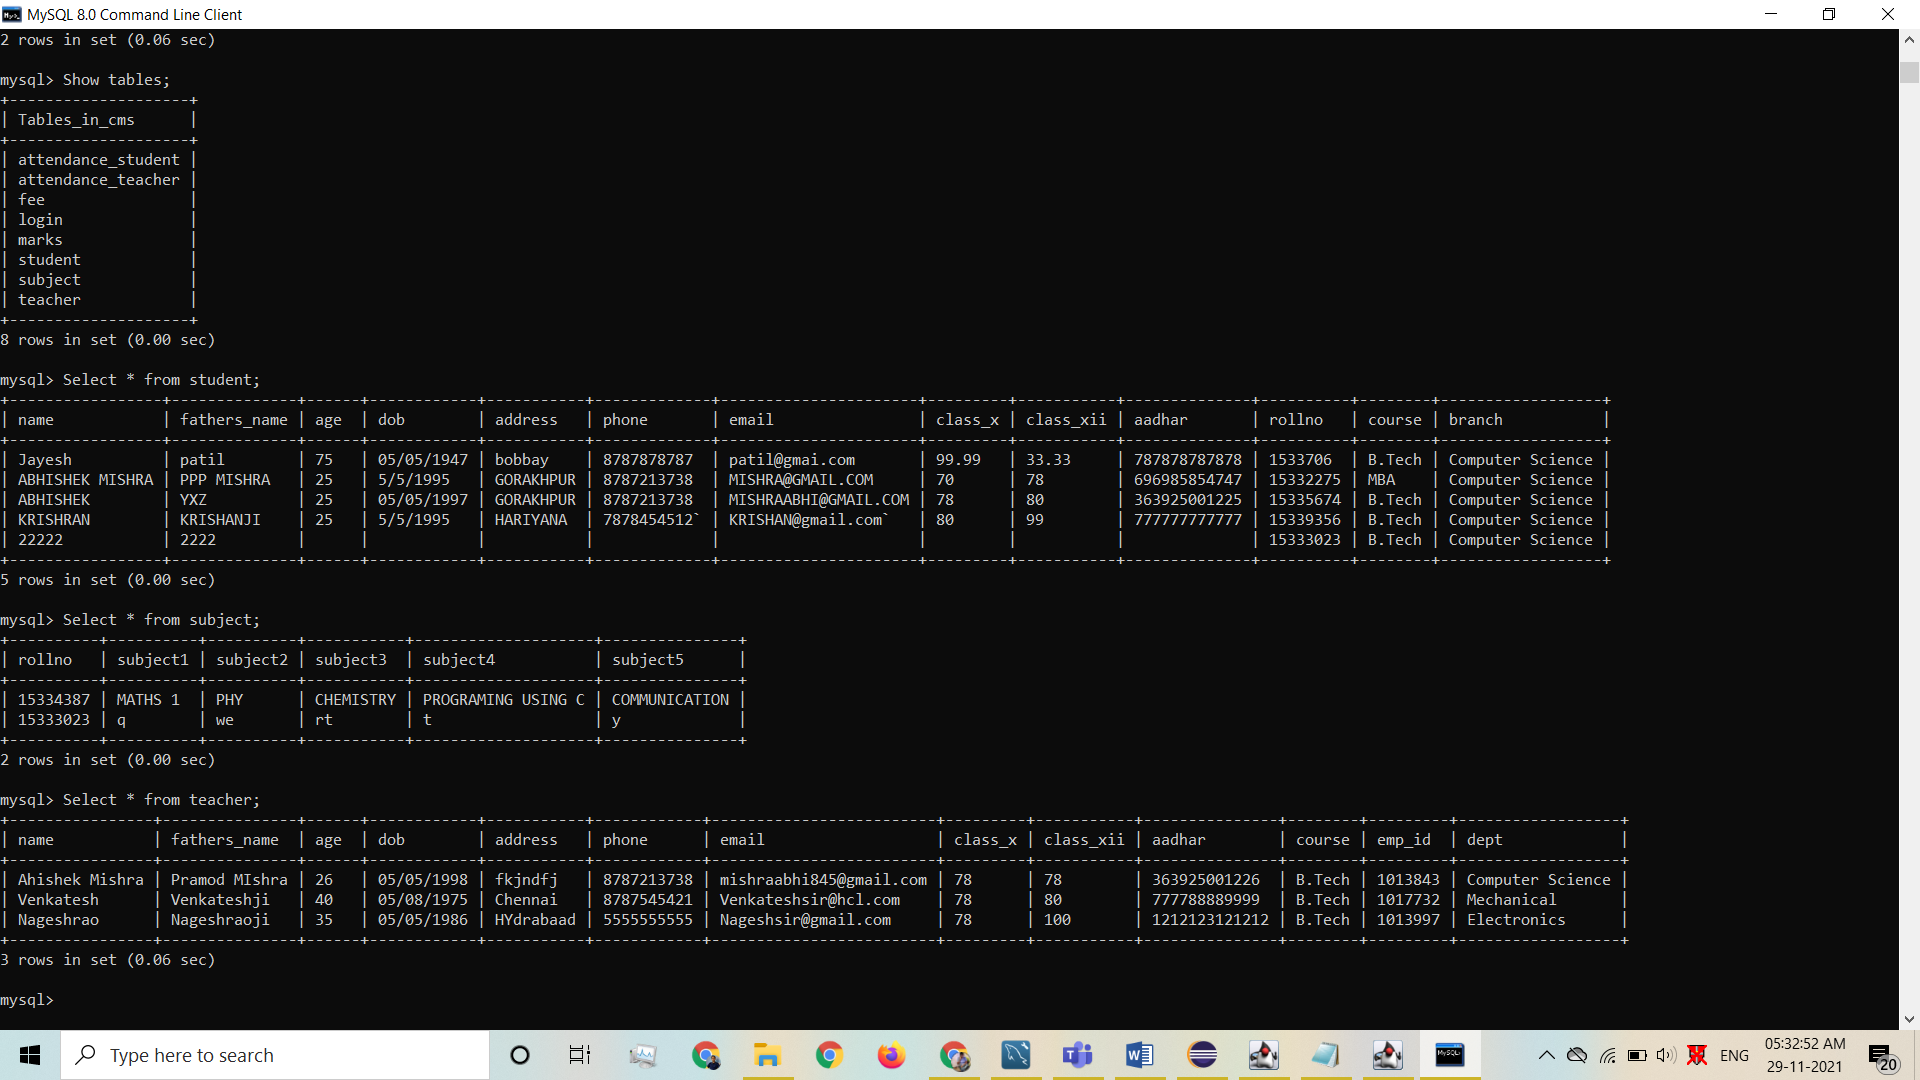 MySQL 8.0 Command Line Client
2 rows in set (0.06 sec)
mysql> Show tables;
+--------------------+
| Tables_in_cms      |
+--------------------+
| attendance_student |
| attendance_teacher |
| fee                |
| login              |
| marks              |
| student            |
| subject            |
| teacher            |
+--------------------+
8 rows in set (0.00 sec)
mysql> Select * from student;
+-----------------+--------------+------+------------+-----------+-------------+----------------------+---------+-----------+--------------+----------+--------+------------------+
| name            | fathers_name | age  | dob        | address   | phone       | email                | class_x | class_xii | aadhar       | rollno   | course | branch           |
+-----------------+--------------+------+------------+-----------+-------------+----------------------+---------+-----------+--------------+----------+--------+------------------+
| Jayesh          | patil        | 75   | 05/05/1947 | bobbay    | 8787878787  | patil@gmai.com       | 99.99   | 33.33     | 787878787878 | 1533706  | B.Tech | Computer Science |
| ABHISHEK MISHRA | PPP MISHRA   | 25   | 5/5/1995   | GORAKHPUR | 8787213738  | MISHRA@GMAIL.COM     | 70      | 78        | 696985854747 | 15332275 | MBA    | Computer Science |
| ABHISHEK        | YXZ          | 25   | 05/05/1997 | GORAKHPUR | 8787213738  | MISHRAABHI@GMAIL.COM | 78      | 80        | 363925001225 | 15335674 | B.Tech | Computer Science |
| KRISHRAN        | KRISHANJI    | 25   | 5/5/1995   | HARIYANA  | 7878454512` | KRISHAN@gmail.com`   | 80      | 99        | 777777777777 | 15339356 | B.Tech | Computer Science |
| 22222           | 2222         |      |            |           |             |                      |         |           |              | 15333023 | B.Tech | Computer Science |
+-----------------+--------------+------+------------+-----------+-------------+----------------------+---------+-----------+--------------+----------+--------+------------------+
5 rows in set (0.00 sec)
mysql> Select * from subject;
+----------+----------+----------+-----------+--------------------+---------------+
| rollno   | subject1 | subject2 | subject3  | subject4           | subject5      |
+----------+----------+----------+-----------+--------------------+---------------+
| 15334387 | MATHS 1  | PHY      | CHEMISTRY | PROGRAMING USING C | COMMUNICATION |
| 15333023 | q        | we       | rt        | t                  | y             |
+----------+----------+----------+-----------+--------------------+---------------+
2 rows in set (0.00 sec)
mysql> Select * from teacher;
+----------------+---------------+------+------------+-----------+------------+-------------------------+---------+-----------+---------------+--------+---------+------------------+
| name           | fathers_name  | age  | dob        | address   | phone      | email                   | class_x | class_xii | aadhar        | course | emp_id  | dept             |
+----------------+---------------+------+------------+-----------+------------+-------------------------+---------+-----------+---------------+--------+---------+------------------+
| Ahishek Mishra | Pramod MIshra | 26   | 05/05/1998 | fkjndfj   | 8787213738 | mishraabhi845@gmail.com | 78      | 78        | 363925001226  | B.Tech | 1013843 | Computer Science |
| Venkatesh      | Venkateshji   | 40   | 05/08/1975 | Chennai   | 8787545421 | Venkateshsir@hcl.com    | 78      | 80        | 777788889999  | B.Tech | 1017732 | Mechanical       |
| Nageshrao      | Nageshraoji   | 35   | 05/05/1986 | HYdrabaad | 5555555555 | Nageshsir@gmail.com     | 78      | 100       | 1212123121212 | B.Tech | 1013997 | Electronics      |
+----------------+---------------+------+------------+-----------+------------+-------------------------+---------+-----------+---------------+--------+---------+------------------+
3 rows in set (0.06 sec)
mysql>
Type here to search
ENG
05:32:52 AM
29-11-2021
20